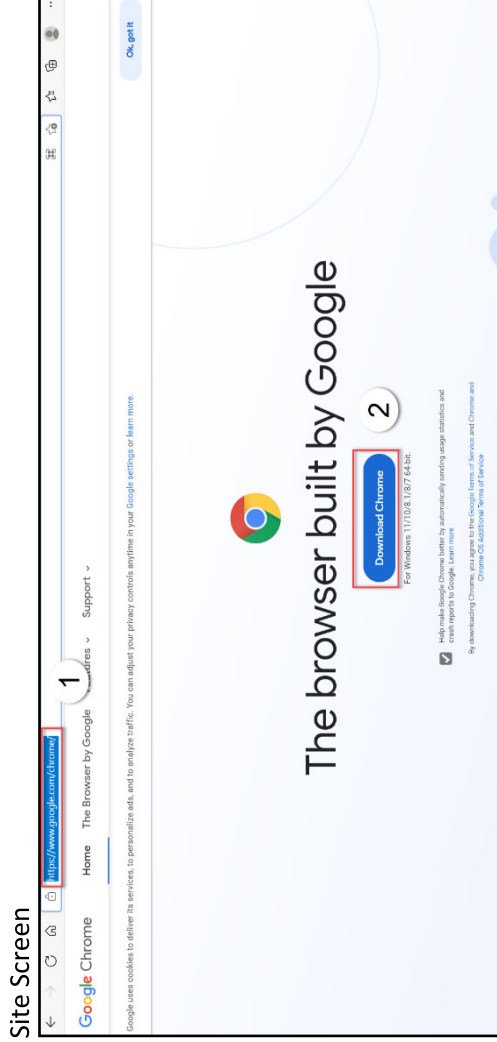 Site Screen
https://www.google.com/chrome/
1
Google Chrome
Home
The Browser by Google
Support
Google uses cookies to deliver its services, to personalize ads, and to analyze traffic. You can adjust your privacy controls anytime in your Google settings or learn more.
Ok, got it
The browser built by Google
Download Chrome
2
For Windows 11/10/8.1/8/7 64-bit.
Help make Google Chrome better by automatically sending usage statistics and
crash reports to Google. Learn more
By downloading Chrome, you agree to the Google Terms of Service and Chrome and
Chrome OS Additional Terms of Service